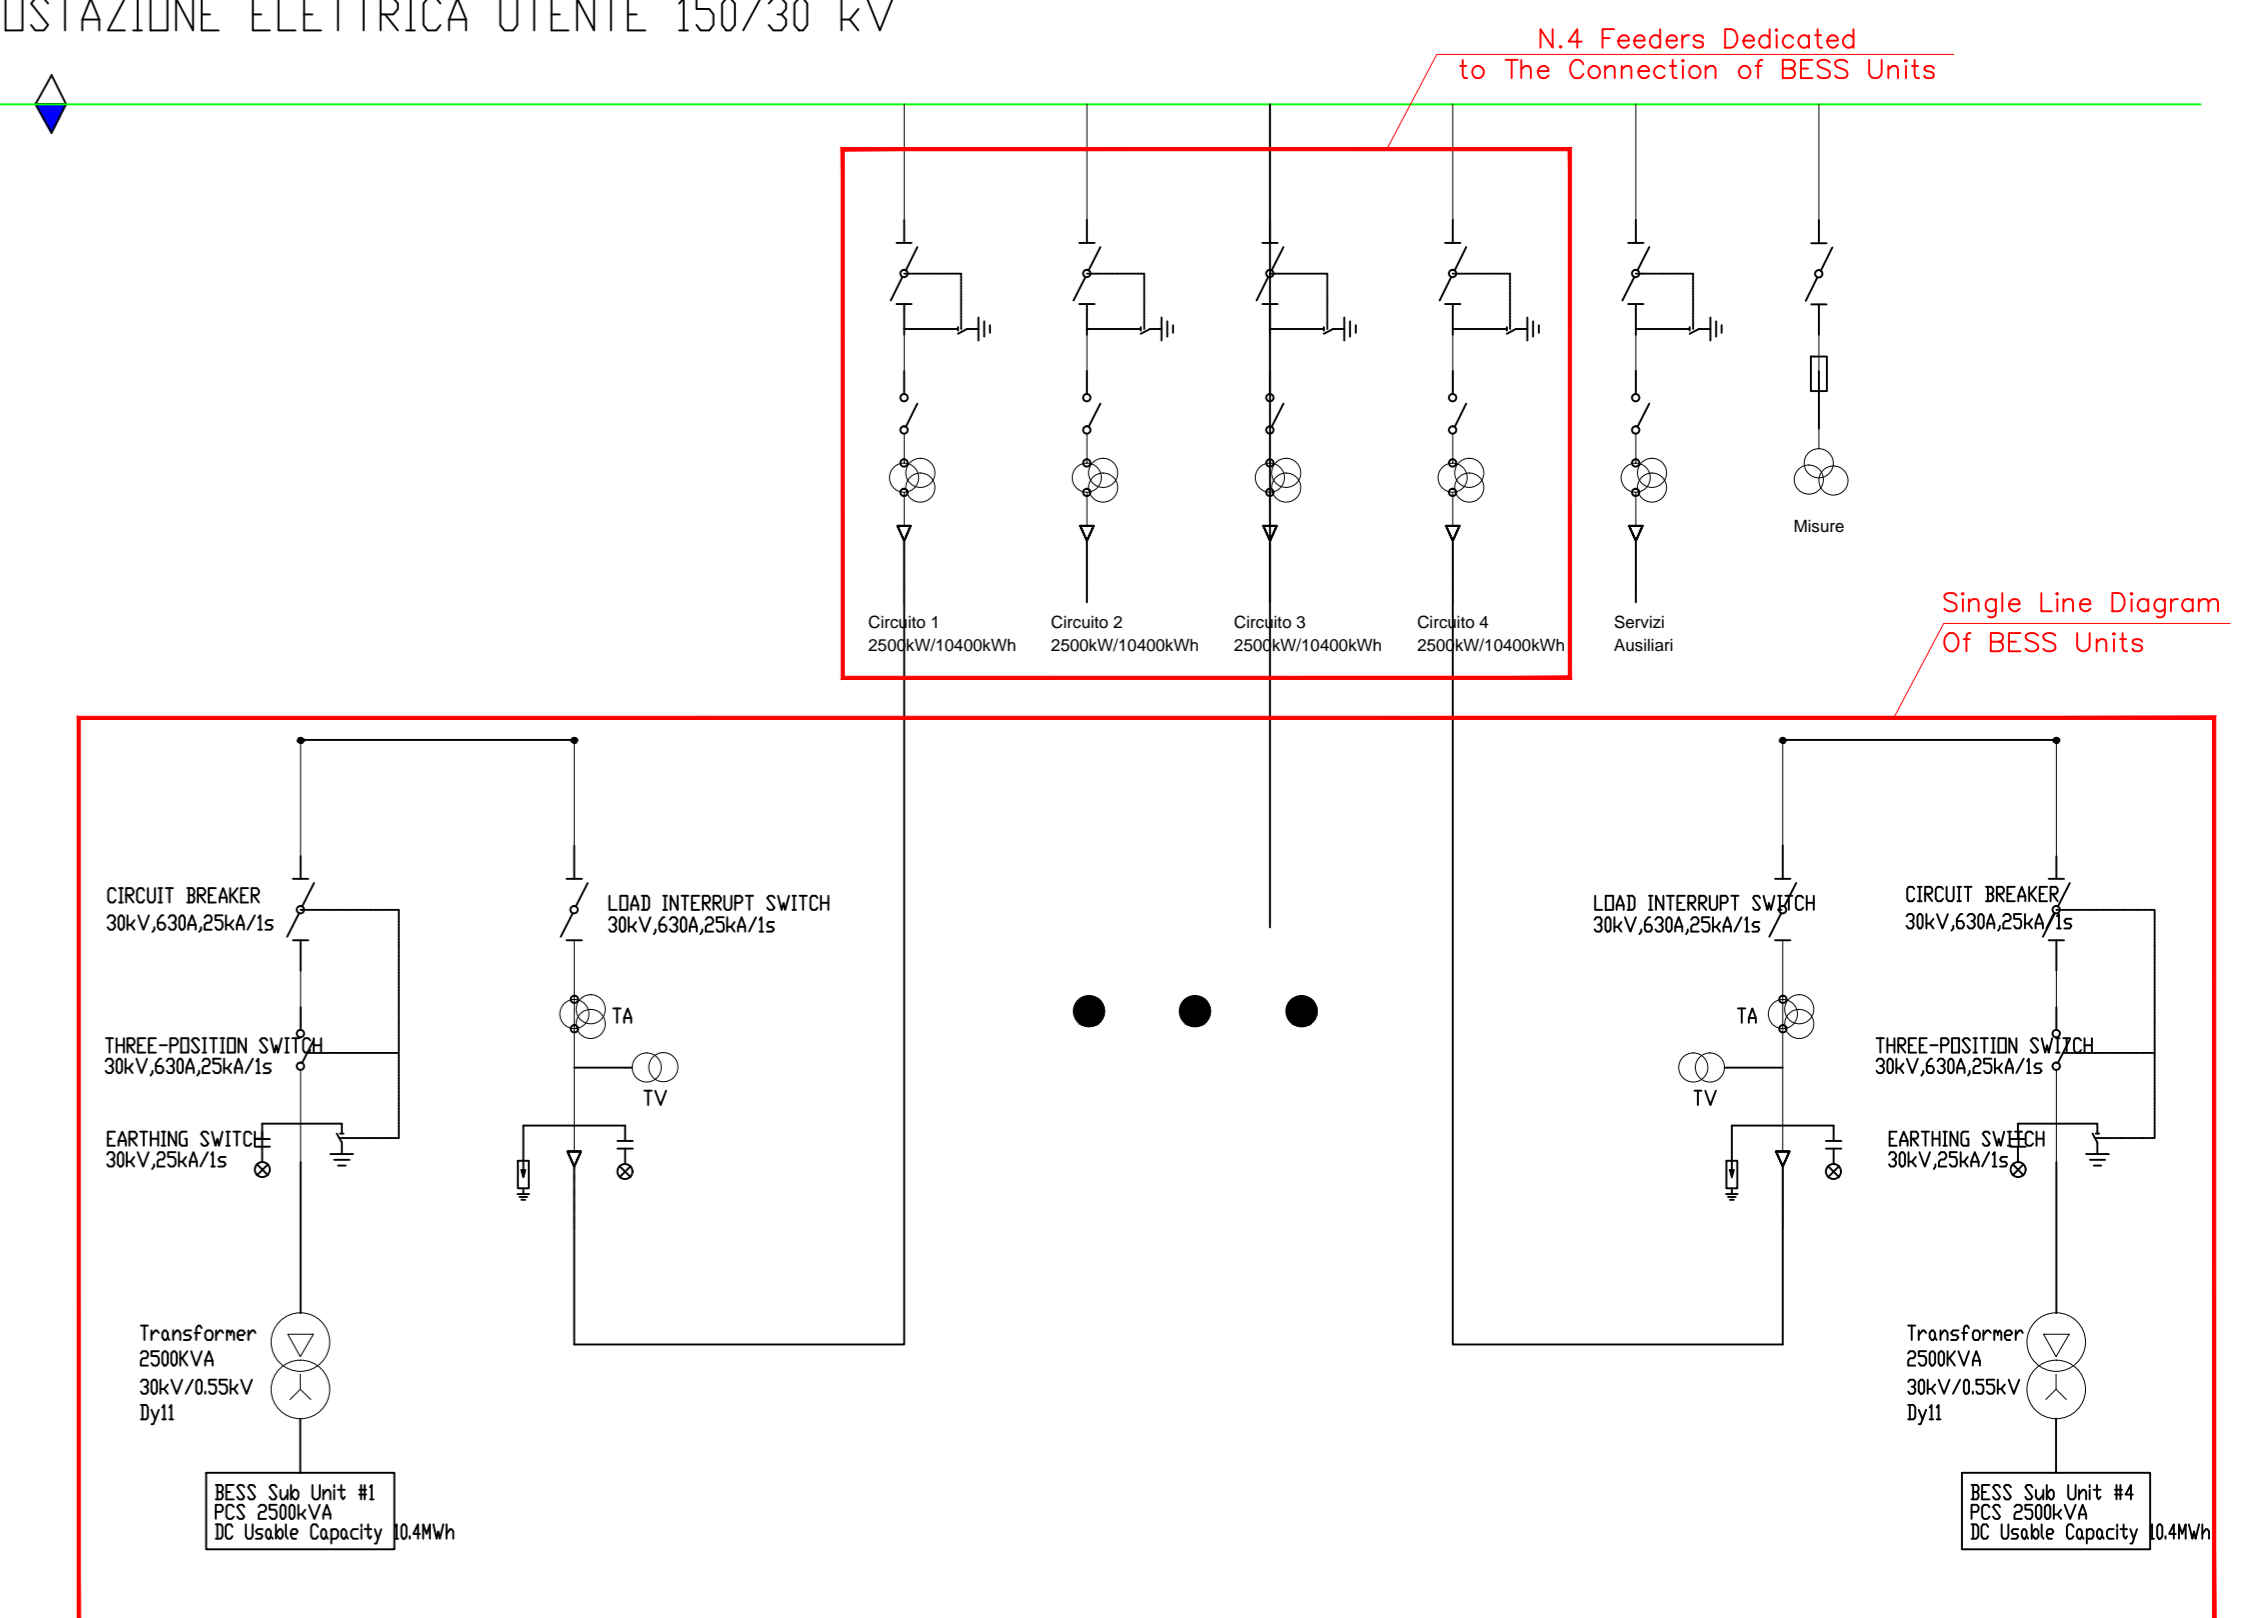 ELETTRICA UTENTE 150/30 kV
N.4 Feeders Dedicated
to The Connection of BESS Units
Misure
Circuito 1
2500kW/10400kWh
Circuito 2
2500kW/10400kWh
Circuito 3
2500kW/10400kWh
Circuito 4
2500kW/10400kWh
Servizi
Ausiliari
Single Line Diagram
Of BESS Units
CIRCUIT BREAKER
30kV,630A,25kA/1s
LOAD INTERRUPT SWITCH
30kV,630A,25kA/1s
LOAD INTERRUPT SWITCH
30kV,630A,25kA/1s
CIRCUIT BREAKER
30kV,630A,25kA/1s
TA
TA
THREE-POSITION SWITCH
30kV,630A,25kA/1s
TV
TV
THREE-POSITION SWITCH
30kV,630A,25kA/1s
EARTHING SWITCH
30kV,25kA/1s
EARTHING SWITCH
30kV,25kA/1s
Transformer
2500KVA
30kV/0.55kV
Dy11
Transformer
2500KVA
30kV/0.55kV
Dy11
BESS Sub Unit #1
PCS 2500kVA
DC Usable Capacity 10.4MWh
BESS Sub Unit #4
PCS 2500kVA
DC Usable Capacity 10.4MWh